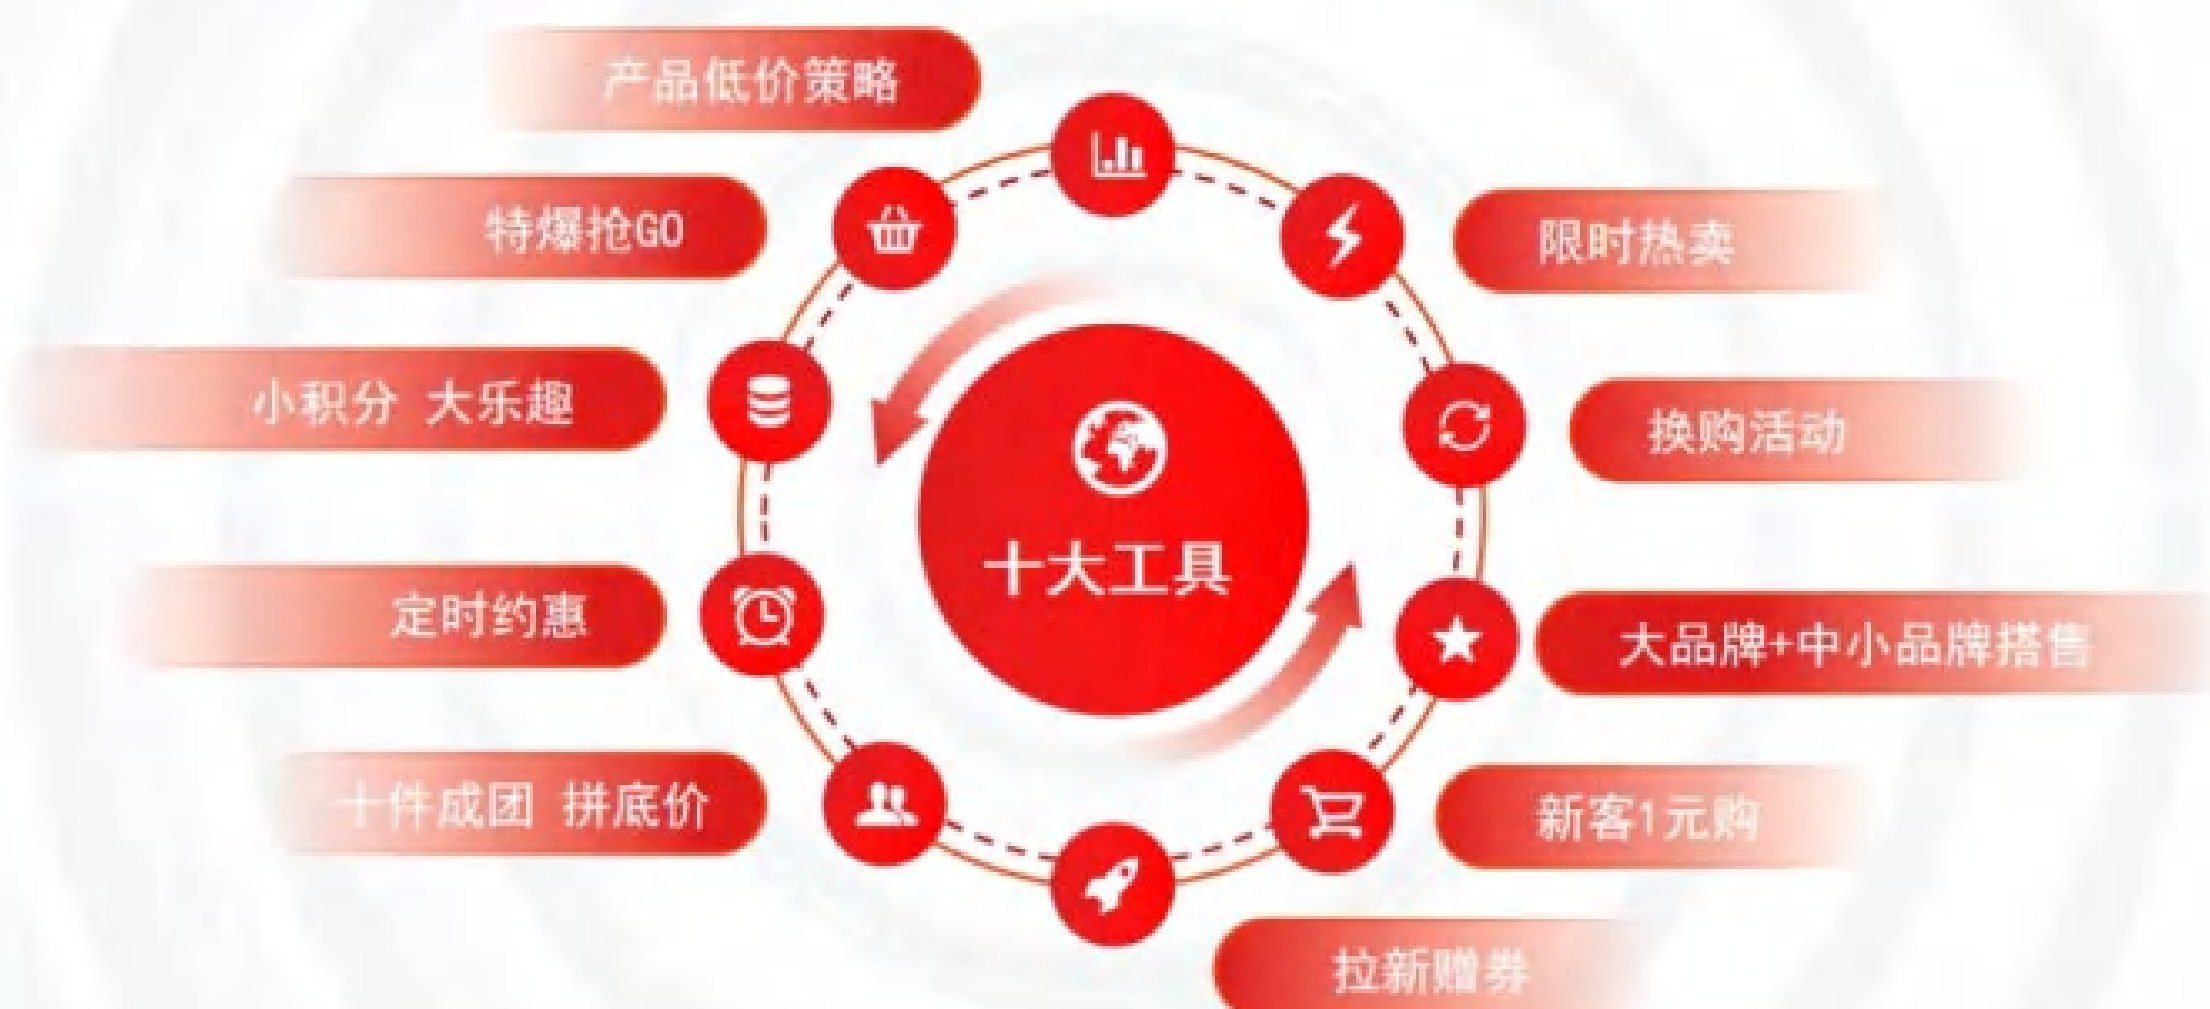 产品低价策略
特爆抢GO
限时热卖
小积分 大乐趣
换购活动
十大工具
定时约惠
大品牌+中小品牌搭售
十件成团 拼底价
新客1元购
拉新赠券